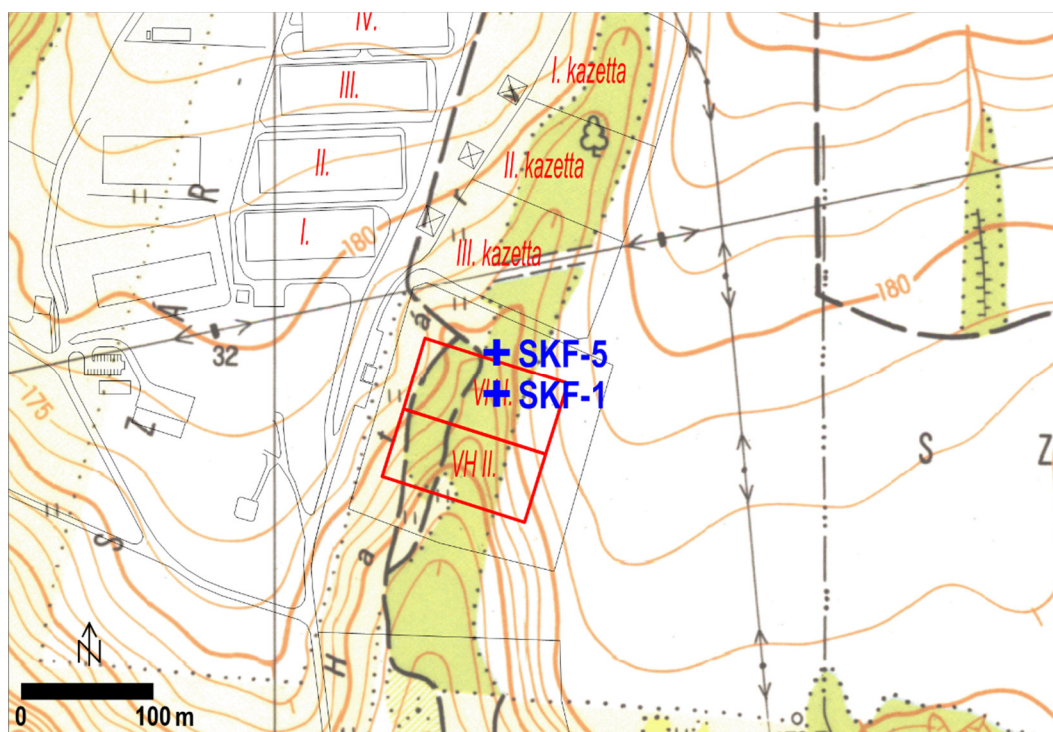 IV.
III.
I. kazetta
II.
II. kazetta
R
r
I.
180
III. kazetta
180
Á
á
32
SKF-5
VH I.
SKF-1
175
Z
t
VH II.
S
Z
S
a
H
N
0
100 m